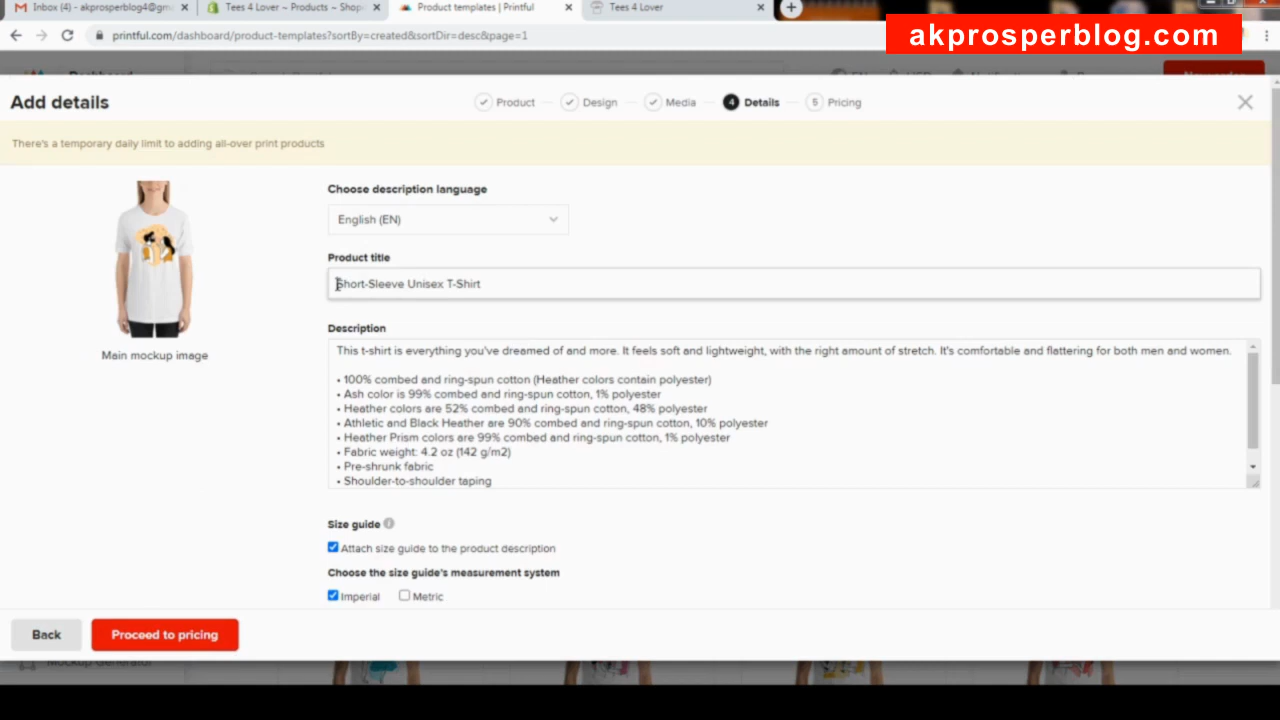 Inbox (4) - akprosperblog4@gm
Tees 4 Lover ~ Products ~ Shop
Product templates | Printful
Tees 4 Lover
printful.com/dashboard/product-templates?sortBy=created&sortDir=desc&page=1
akprosperblog.com
Dashboard
Add details
Product
Design
Media
4 Details
5 Pricing
There's a temporary daily limit to adding all-over print products
Choose description language
English (EN)
Product title
Short-Sleeve Unisex T-Shirt
Main mockup image
Description
This t-shirt is everything you've dreamed of and more. It feels soft and lightweight, with the right amount of stretch. It's comfortable and flattering for both men and women.
• 100% combed and ring-spun cotton (Heather colors contain polyester)
• Ash color is 99% combed and ring-spun cotton, 1% polyester
• Heather colors are 52% combed and ring-spun cotton, 48% polyester
• Athletic and Black Heather are 90% combed and ring-spun cotton, 10% polyester
• Heather Prism colors are 99% combed and ring-spun cotton, 1% polyester
• Fabric weight: 4.2 oz (142 g/m2)
• Pre-shrunk fabric
• Shoulder-to-shoulder taping
Size guide
Attach size guide to the product description
Choose the size guide's measurement system
Imperial
Metric
Back
Proceed to pricing
Mockup Generator